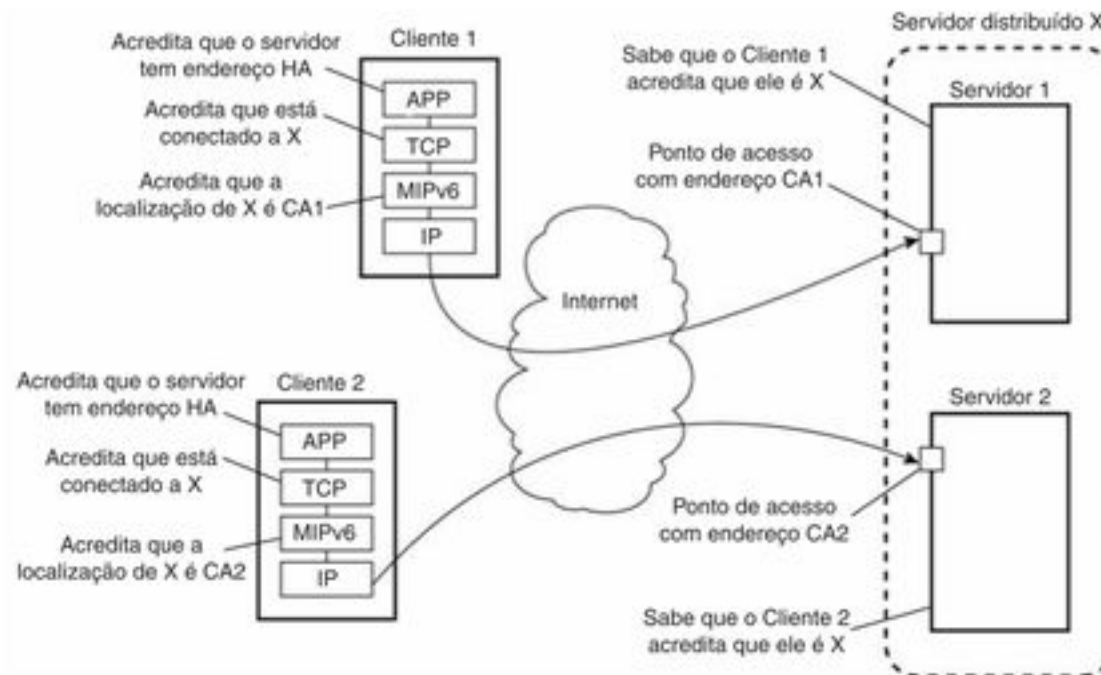 Acredita que o servidor
tem endereço HA
Cliente 1
APP
Acredita que está
conectado a X
TCP
Acredita que a
localização de X é CA1
MIPv6
IP
Internet
Servidor distribuído X
Sabe que o Cliente 1
acredita que ele é X
Servidor 1
Ponto de acesso
com endereço CA1
Acredita que o servidor
tem endereço HA
Cliente 2
APP
Acredita que está
conectado a X
TCP
Acredita que a
localização de X é CA2
MIPv6
IP
Servidor 2
Ponto de acesso
com endereço CA2
Sabe que o Cliente 2
acredita que ele é X